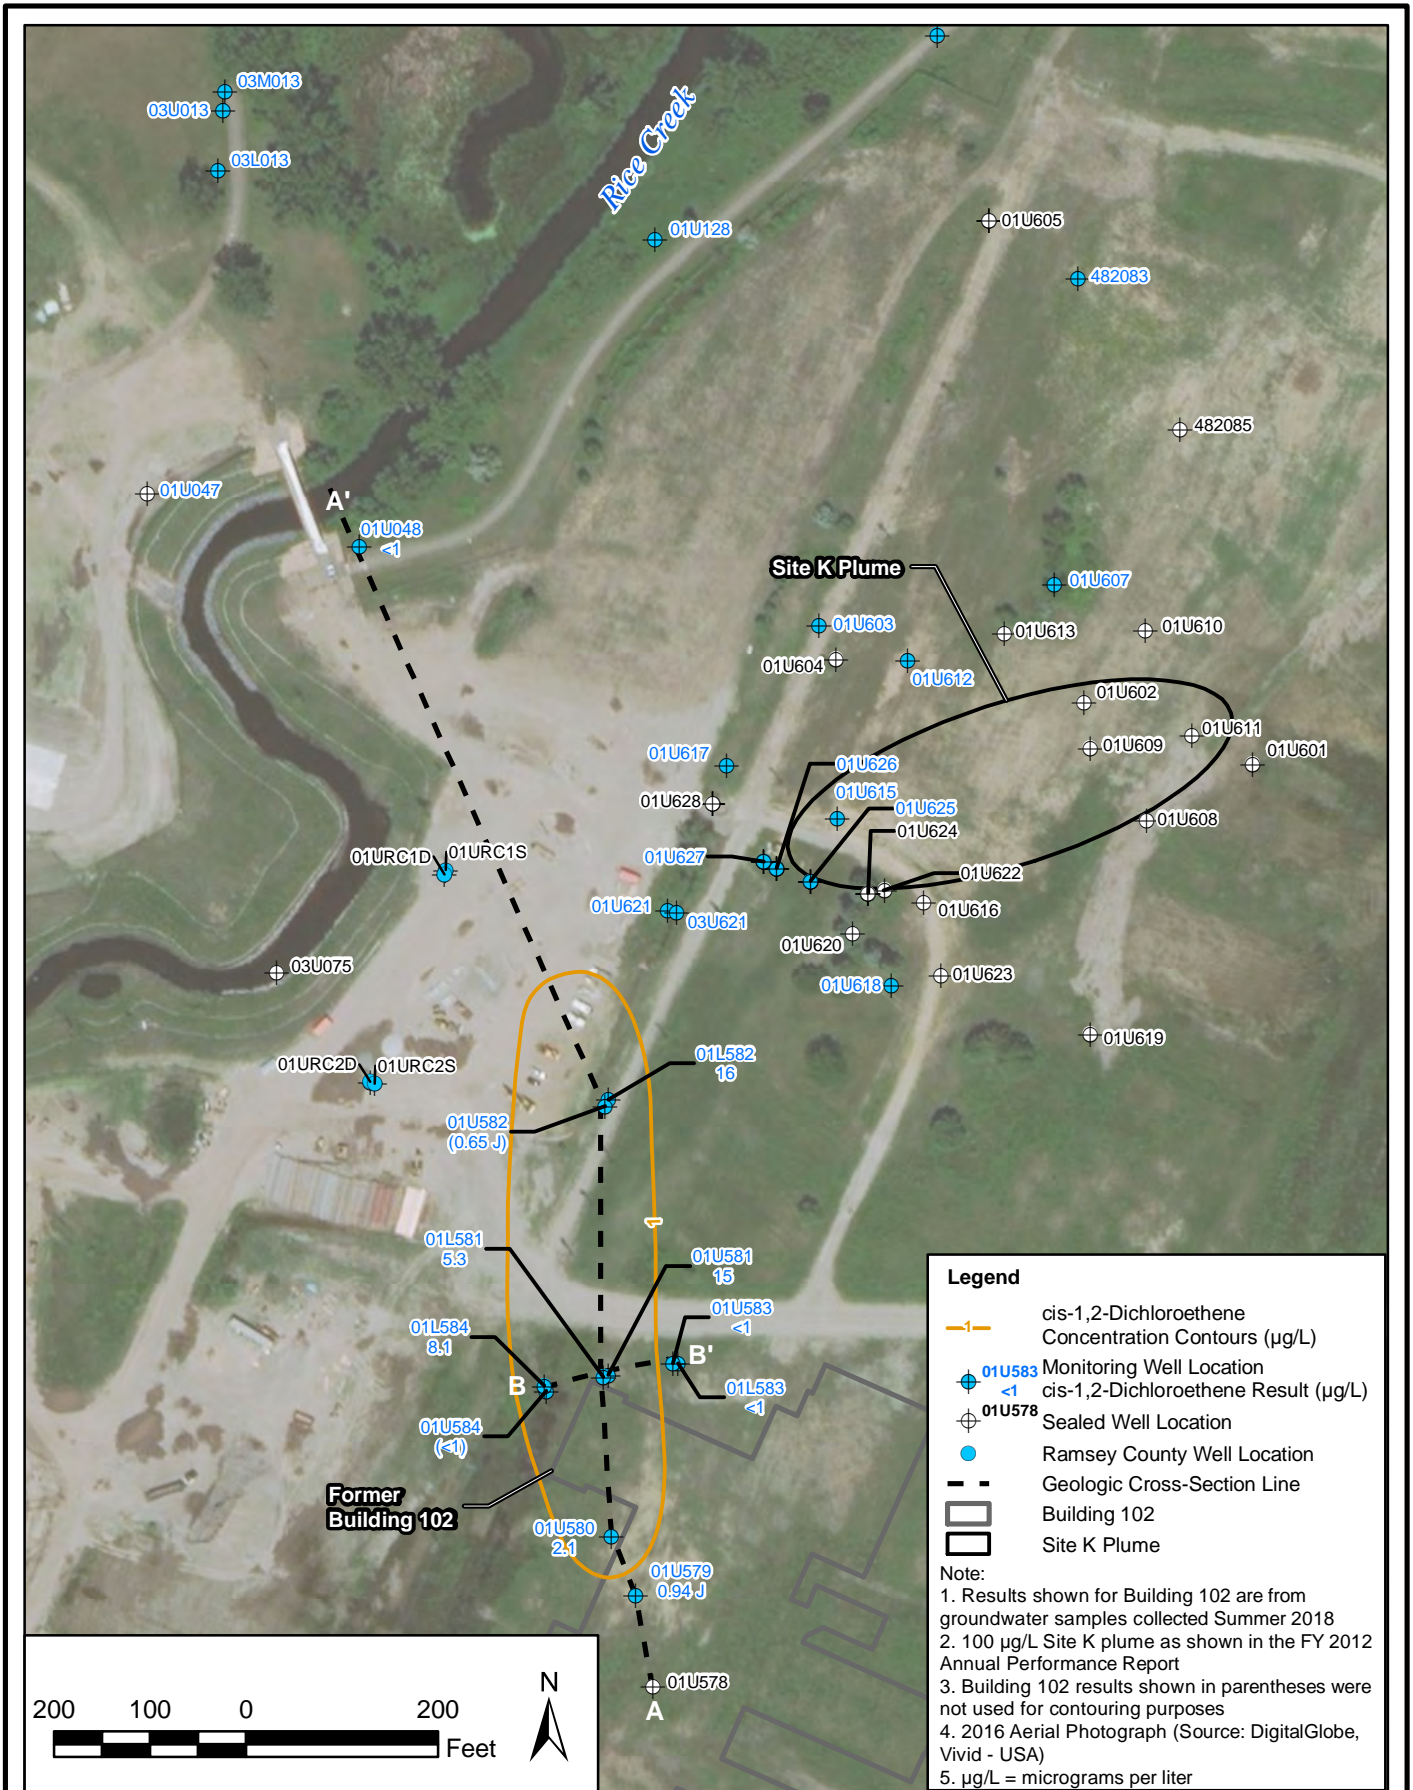 03M013
03U013
03L013
Rice Creek
01U128
01U605
482083
482085
01U047
A'
01U048
<1
Site K Plume
01U607
01U603
01U613
01U610
01U604
01U612
01U602
01U611
01U609
01U601
01U617
01U626
01U628
01U615
01U625
01U608
01U624
01URC1D
01URC1S
01U627
01U622
01U621
03U621
01U616
01U620
03U075
01U618
01U623
01U619
01URC2D
01URC2S
01L582
16
01U582
(0.65 J)
1
01L581
5.3
01U581
15
01U583
<1
01L584
8.1
B
B'
01L583
<1
01U584
(<1)
Former
Building 102
01U580
2.1
01U579
0.94 J
01U578
A
200 100 0 200
Feet
N
Legend
1
cis-1,2-Dichloroethene
Concentration Contours (µg/L)
01U583
<1
Monitoring Well Location
cis-1,2-Dichloroethene Result (µg/L)
01U578
Sealed Well Location
Ramsey County Well Location
Geologic Cross-Section Line
Building 102
Site K Plume
Note:
1. Results shown for Building 102 are from
groundwater samples collected Summer 2018
2. 100 µg/L Site K plume as shown in the FY 2012
Annual Performance Report
3. Building 102 results shown in parentheses were
not used for contouring purposes
4. 2016 Aerial Photograph (Source: DigitalGlobe,
Vivid - USA)
5. µg/L = micrograms per liter